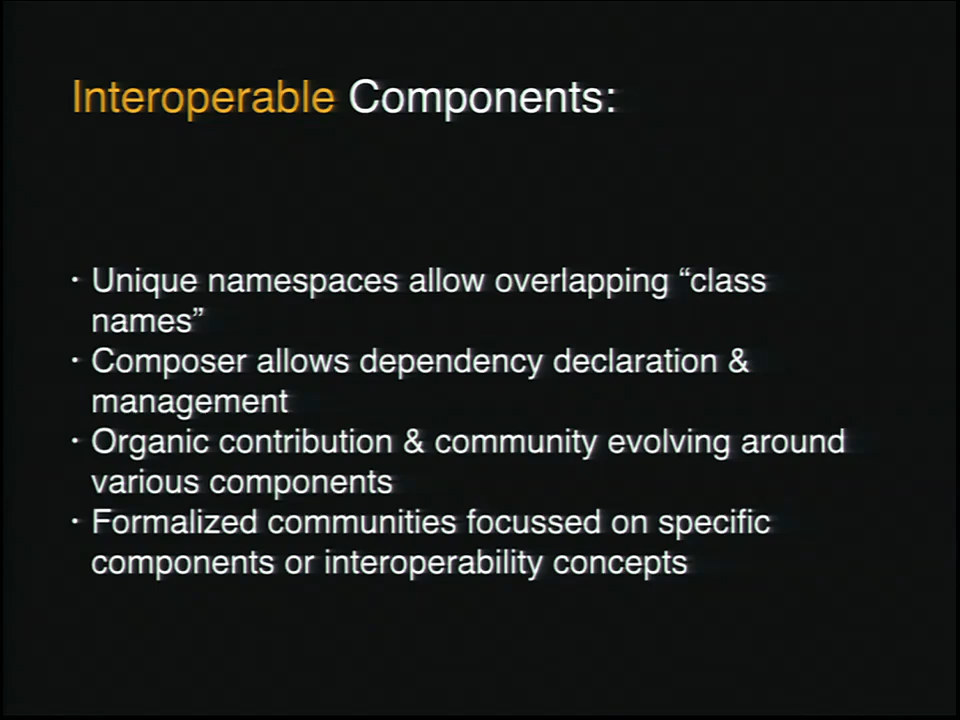 Interoperable Components:
· Unique namespaces allow overlapping “class
names”
· Composer allows dependency declaration &
management
· Organic contribution & community evolving around
various components
· Formalized communities focussed on specific
components or interoperability concepts